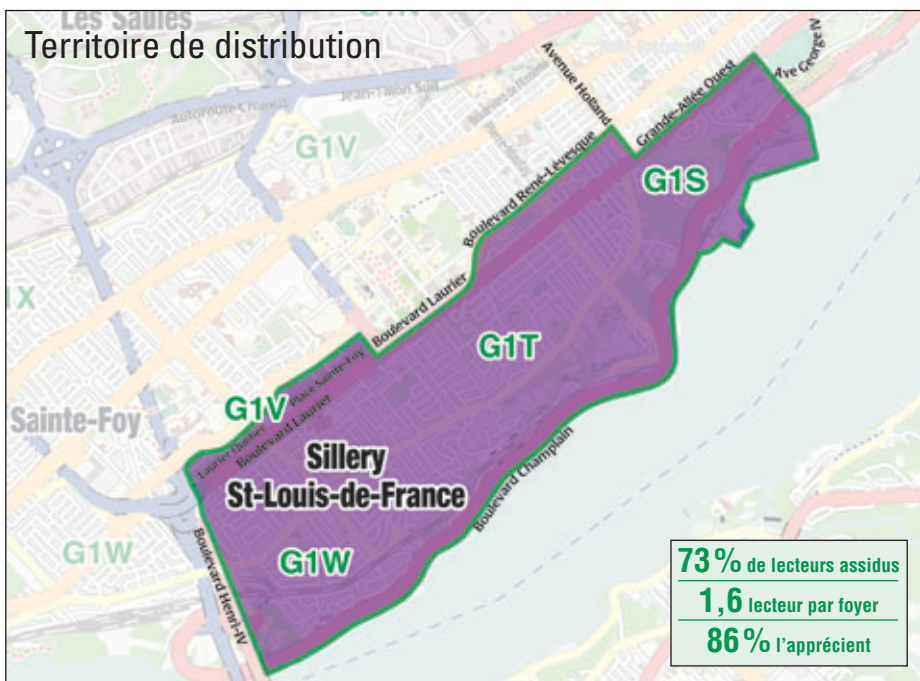 Les Saules
Territoire de distribution
Autoroute Charest
Jean-Talon Sud
Avenue Holland
Grande-Allée Ouest
Ave George IV
G1V
Boulevard René-Lévesque
G1S
G1X
Boulevard Laurier
G1T
Place Sainte-Foy
G1V
Sainte-Foy
Laurier Québec
Boulevard Laurier
Sillery
St-Louis-de-France
Boulevard Champlain
G1W
G1W
Boulevard Henri-IV
73 % de lecteurs assidus
1,6 lecteur par foyer
86 % l'apprécient